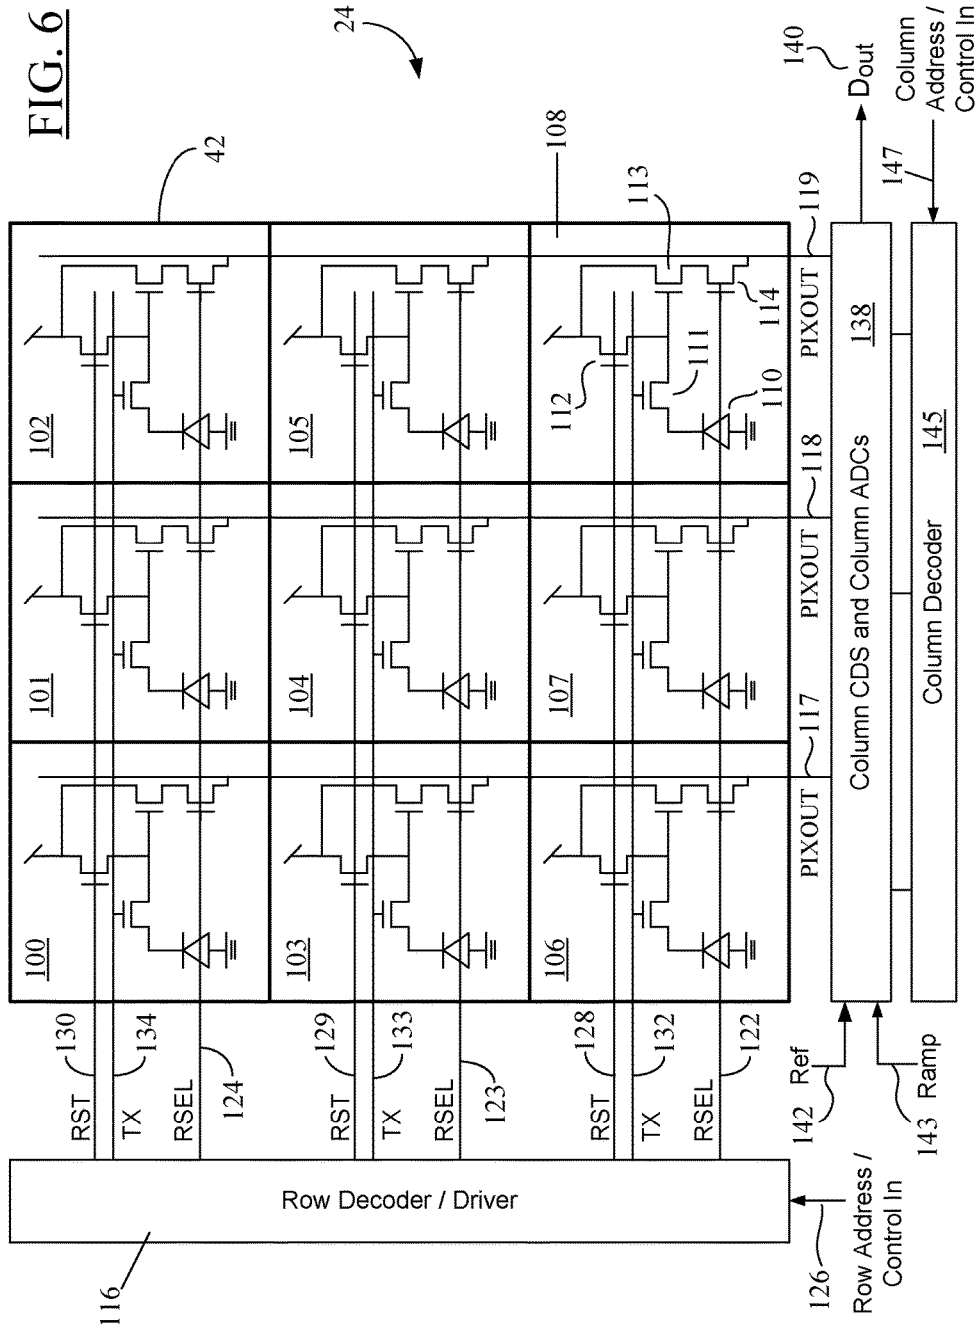 FIG. 6
24
42
116
Row Decoder / Driver
126
Row Address /
Control In
RST
130
TX
134
RSEL
124
100
101
102
RST
129
TX
133
RSEL
123
103
104
105
RST
128
TX
132
RSEL
122
106
107
108
112
111
110
113
114
PIXOUT
117
PIXOUT
118
PIXOUT
119
142
Ref
143
Ramp
Column CDS and Column ADCs
138
140
Dout
Column Decoder
145
147
Column
Address /
Control In